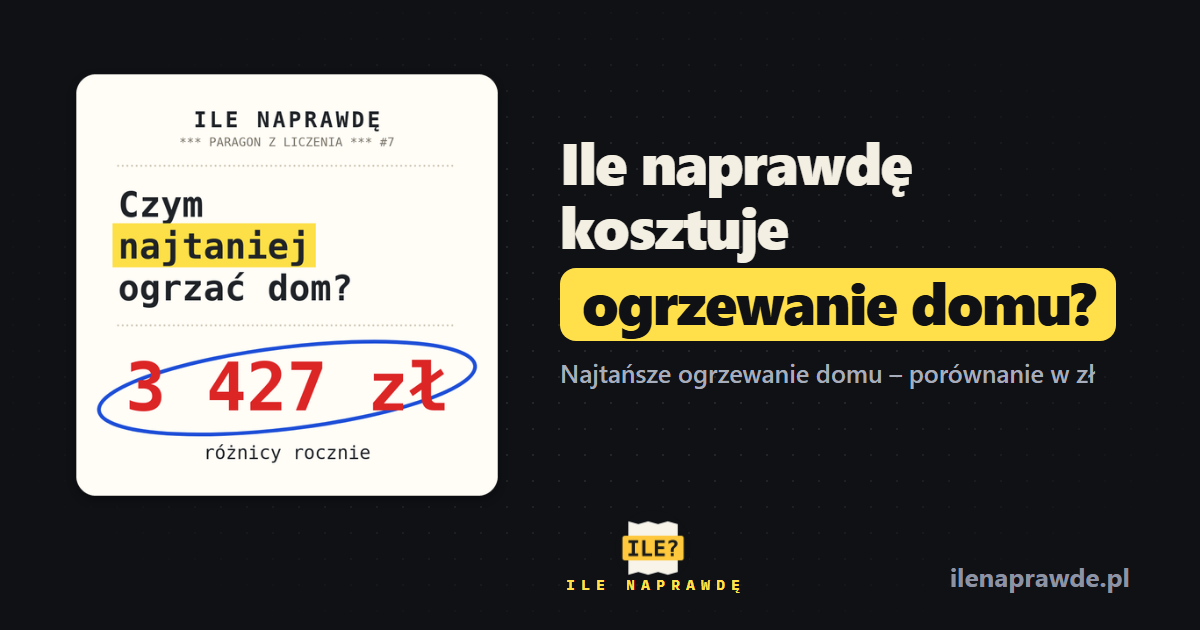 ILE NAPRAWDĘ
*** PARAGON Z LICZENIA *** #7
Czym
najtaniej
ogrzać dom?
3 427 zł
różnicy rocznie
Ile naprawdę
kosztuje
ogrzewanie domu?
Najtańsze ogrzewanie domu – porównanie w zł
ILE?
ILE NAPRAWDĘ
ilenaprawde.pl